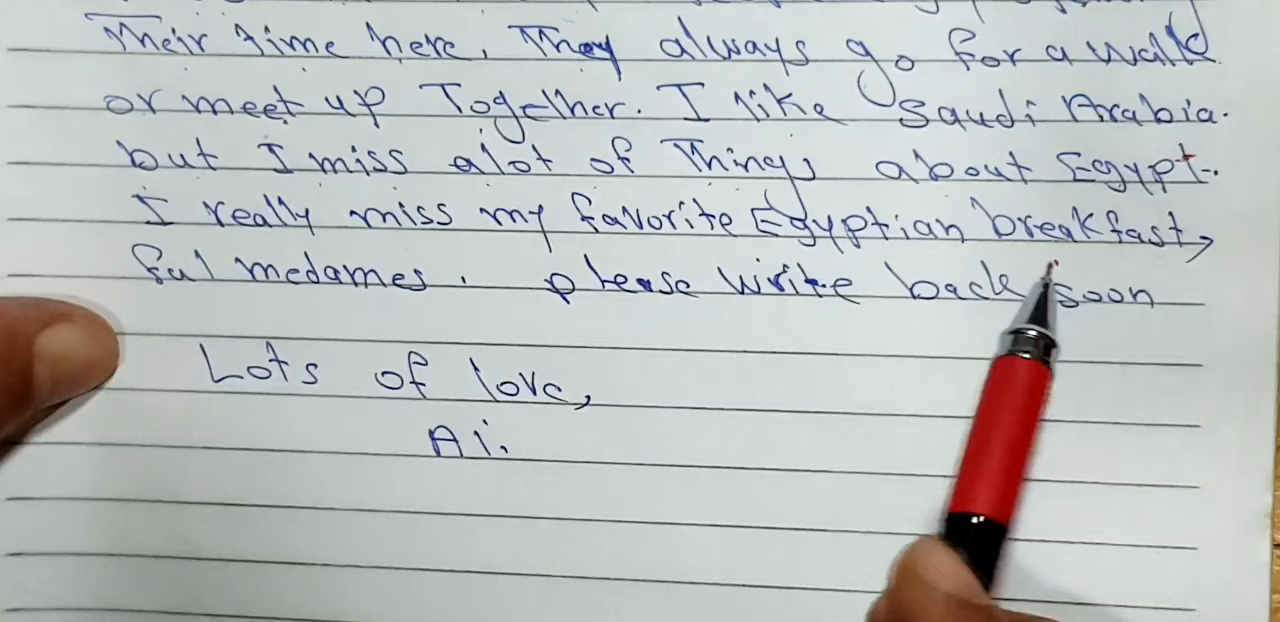 Their time here. They always go for a walk
or meet up Together. I like Saudi Arabia.
but I miss alot of Things about Egypt.
I really miss my favorite Egyptian breakfast,
ful medames. please write back soon
Lots of love,
Ai.